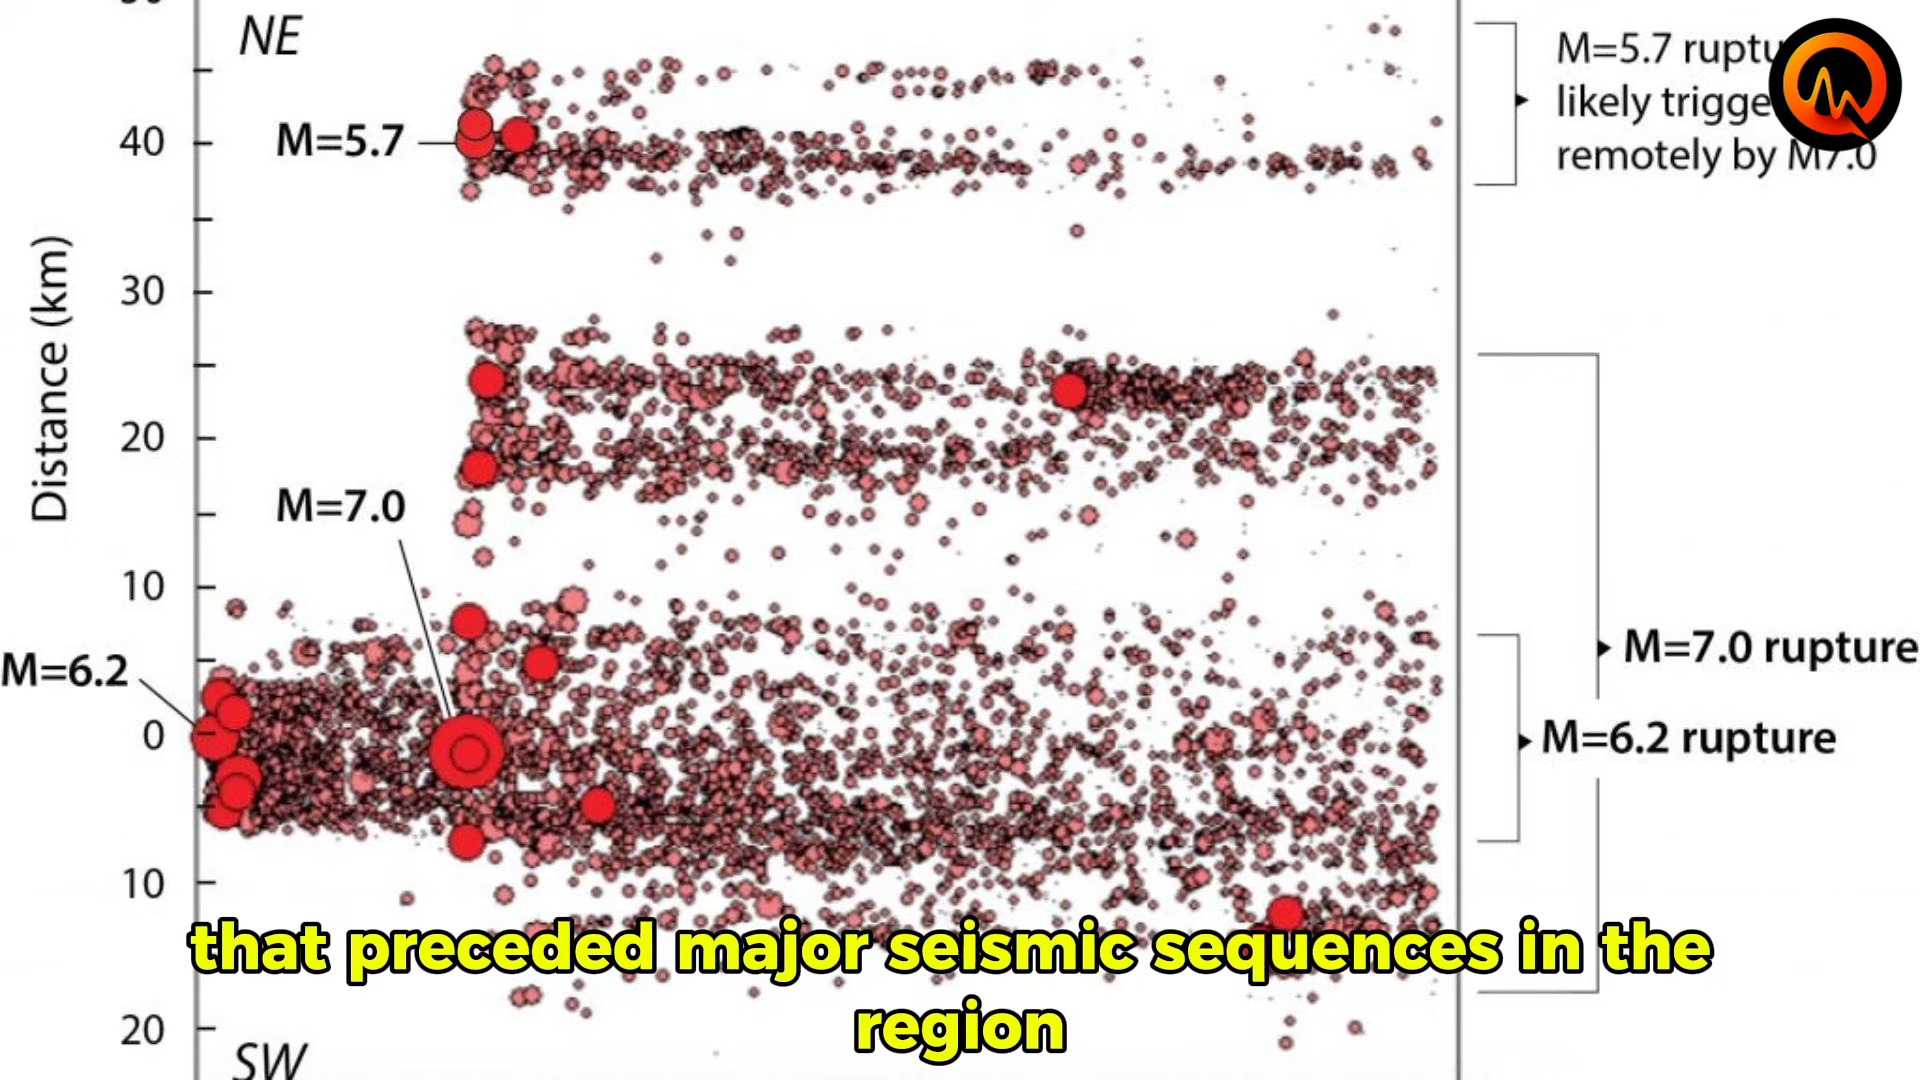 NE
M=5.7 ruptu
likely trigge
remotely by M7.0
M=5.7
40
30
Distance (km)
20
M=7.0
10
M=6.2
0
M=7.0 rupture
M=6.2 rupture
10
that preceded major seismic sequences in the
region
20
SW